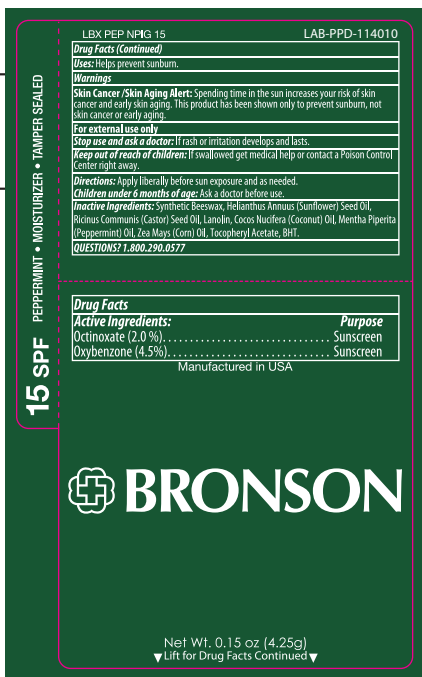 LBX PEP NPIG 15 LAB-PPD-114010
Drug Facts (Continued)
Uses: Helps prevent sunburn.
Warnings
Skin Cancer /Skin Aging Alert: Spending time in the sun increases your risk of skin
cancer and early skin aging. This product has been shown only to prevent sunburn, not
skin cancer or early aging.
For external use only
Stop use and ask a doctor: If rash or irritation develops and lasts.
Keep out of reach of children: If swallowed get medical help or contact a Poison Control
Center right away.
Directions: Apply liberally before sun exposure and as needed.
Children under 6 months of age: Ask a doctor before use.
Inactive Ingredients: Synthetic Beeswax, Helianthus Annuus (Sunflower) Seed Oil,
Ricinus Communis (Castor) Seed Oil, Lanolin, Cocos Nucifera (Coconut) Oil, Mentha Piperita
(Peppermint) Oil, Zea Mays (Corn) Oil, Tocopheryl Acetate, BHT.
QUESTIONS? 1.800.290.0577
15 SPF PEPPERMINT • MOISTURIZER • TAMPER SEALED
Drug Facts
Active Ingredients: Purpose
Octinoxate (2.0 %)............................... Sunscreen
Oxybenzone (4.5%).............................. Sunscreen
Manufactured in USA
BRONSON
Net Wt. 0.15 oz (4.25g)
▼Lift for Drug Facts Continued▼